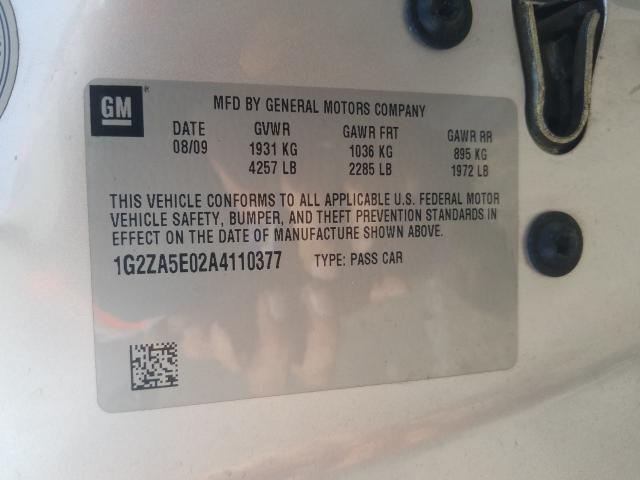 GM
MFD BY GENERAL MOTORS COMPANY
DATE GVWR GAWR FRT GAWR RR
08/09 1931 KG 1036 KG 895 KG
4257 LB 2285 LB 1972 LB
THIS VEHICLE CONFORMS TO ALL APPLICABLE U.S. FEDERAL MOTOR
VEHICLE SAFETY, BUMPER, AND THEFT PREVENTION STANDARDS IN
EFFECT ON THE DATE OF MANUFACTURE SHOWN ABOVE.
1G2ZA5E02A4110377 TYPE: PASS CAR